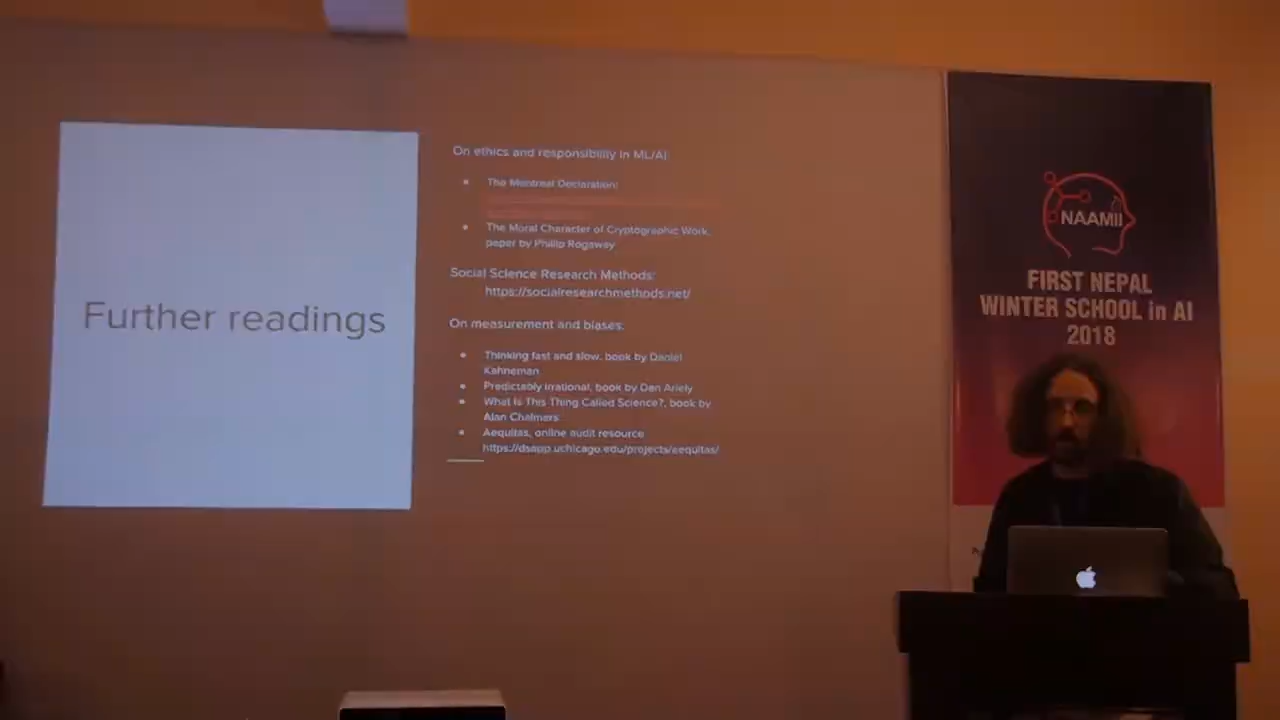 Further readings
On ethics and responsibility in ML/AI:
The Montreal Declaration:
The Moral Character of Cryptographic Work,
paper by Phillip Rogaway
Social Science Research Methods:
https://socialresearchmethods.net/
On measurement and biases:
Thinking fast and slow, book by Daniel
Kahneman
Predictably Irrational, book by Dan Ariely
What Is This Thing Called Science?, book by
Alan Chalmers
Aequitas, online audit resource
https://dsapp.uchicago.edu/projects/aequitas/
NAAMII
FIRST NEPAL
WINTER SCHOOL in AI
2018